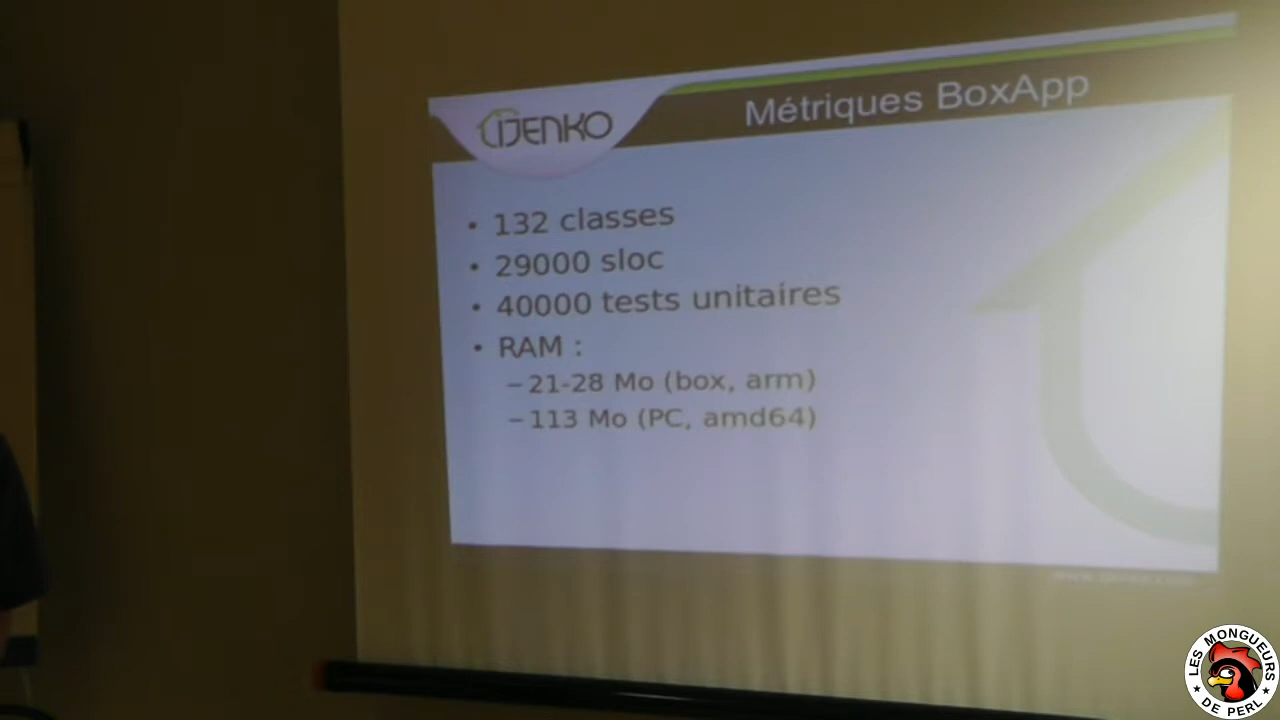 IJENKO
Métriques BoxApp
• 132 classes
• 29000 sloc
• 40000 tests unitaires
• RAM :
– 21-28 Mo (box, arm)
– 113 Mo (PC, amd64)
LES MONGUEURS
★ DE PERL ★